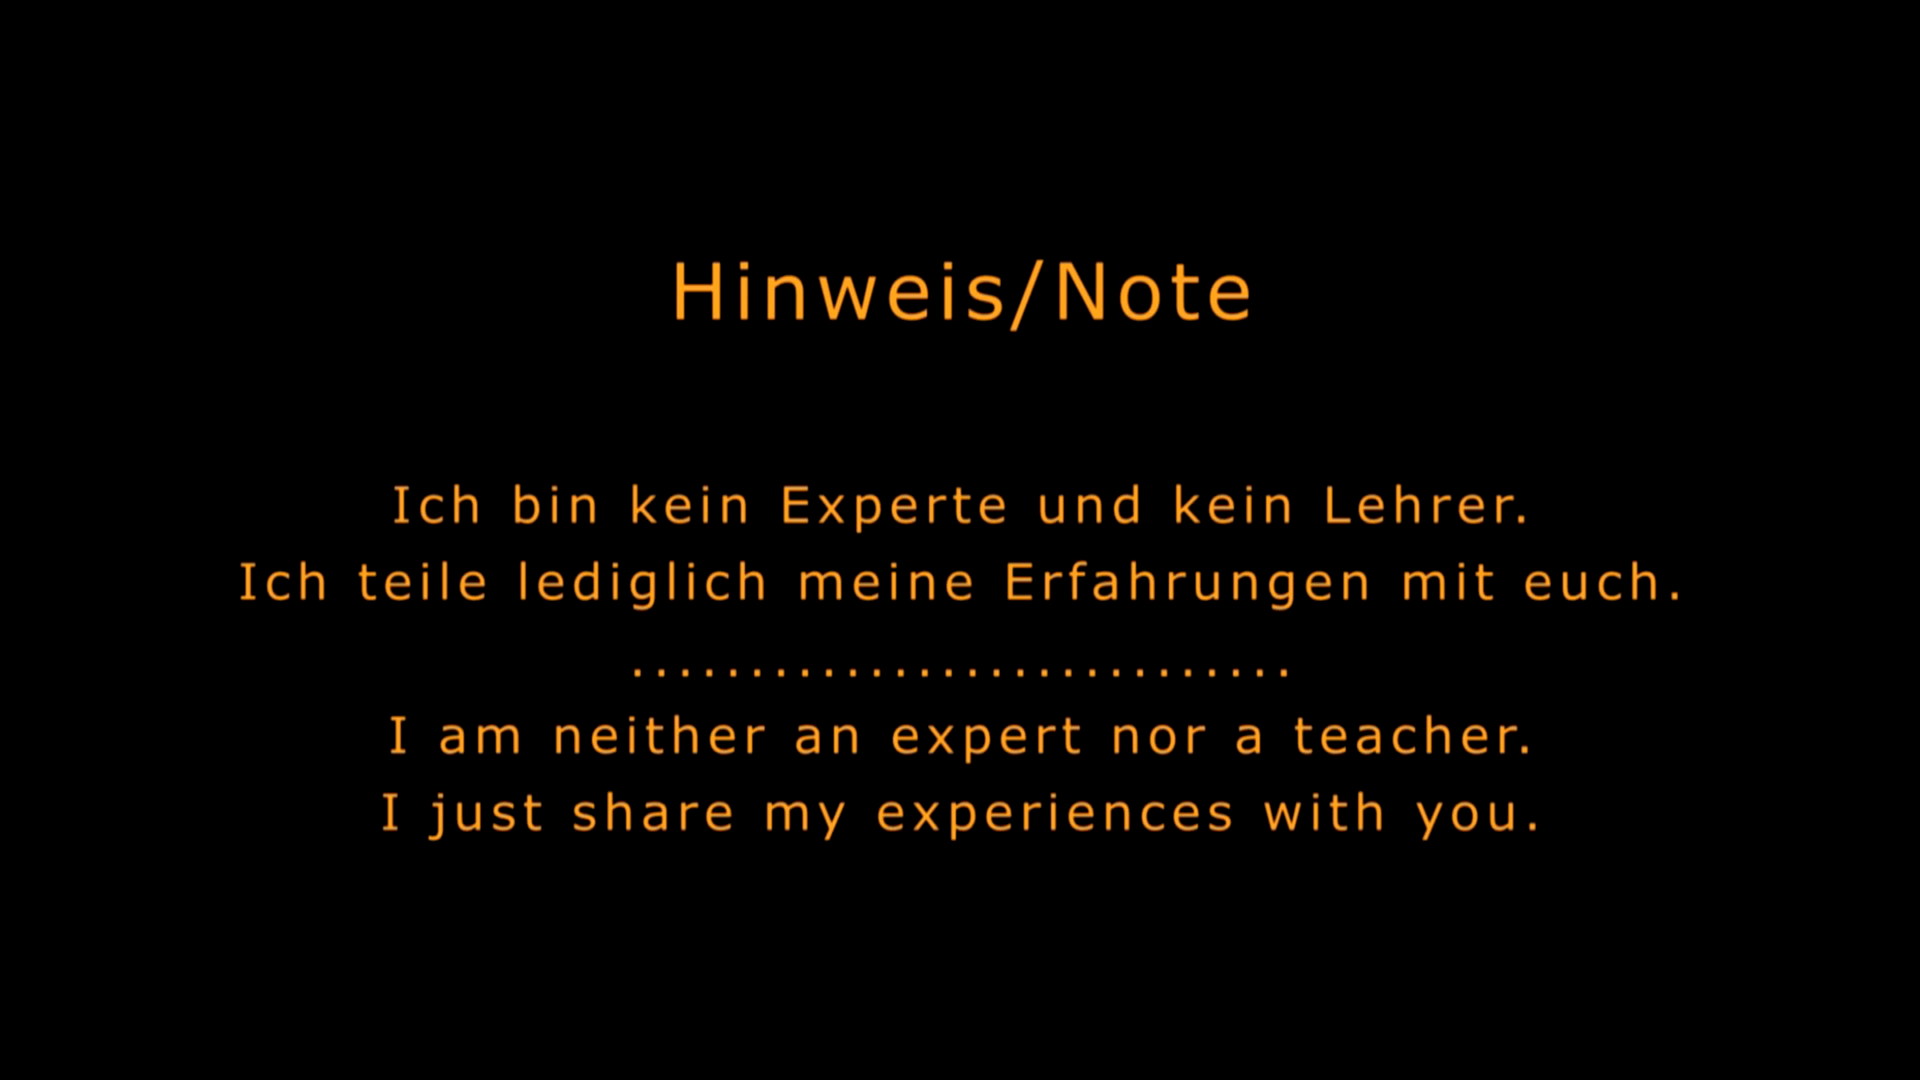 Hinweis/Note
Ich bin kein Experte und kein Lehrer.
Ich teile lediglich meine Erfahrungen mit euch.
............................
I am neither an expert nor a teacher.
I just share my experiences with you.